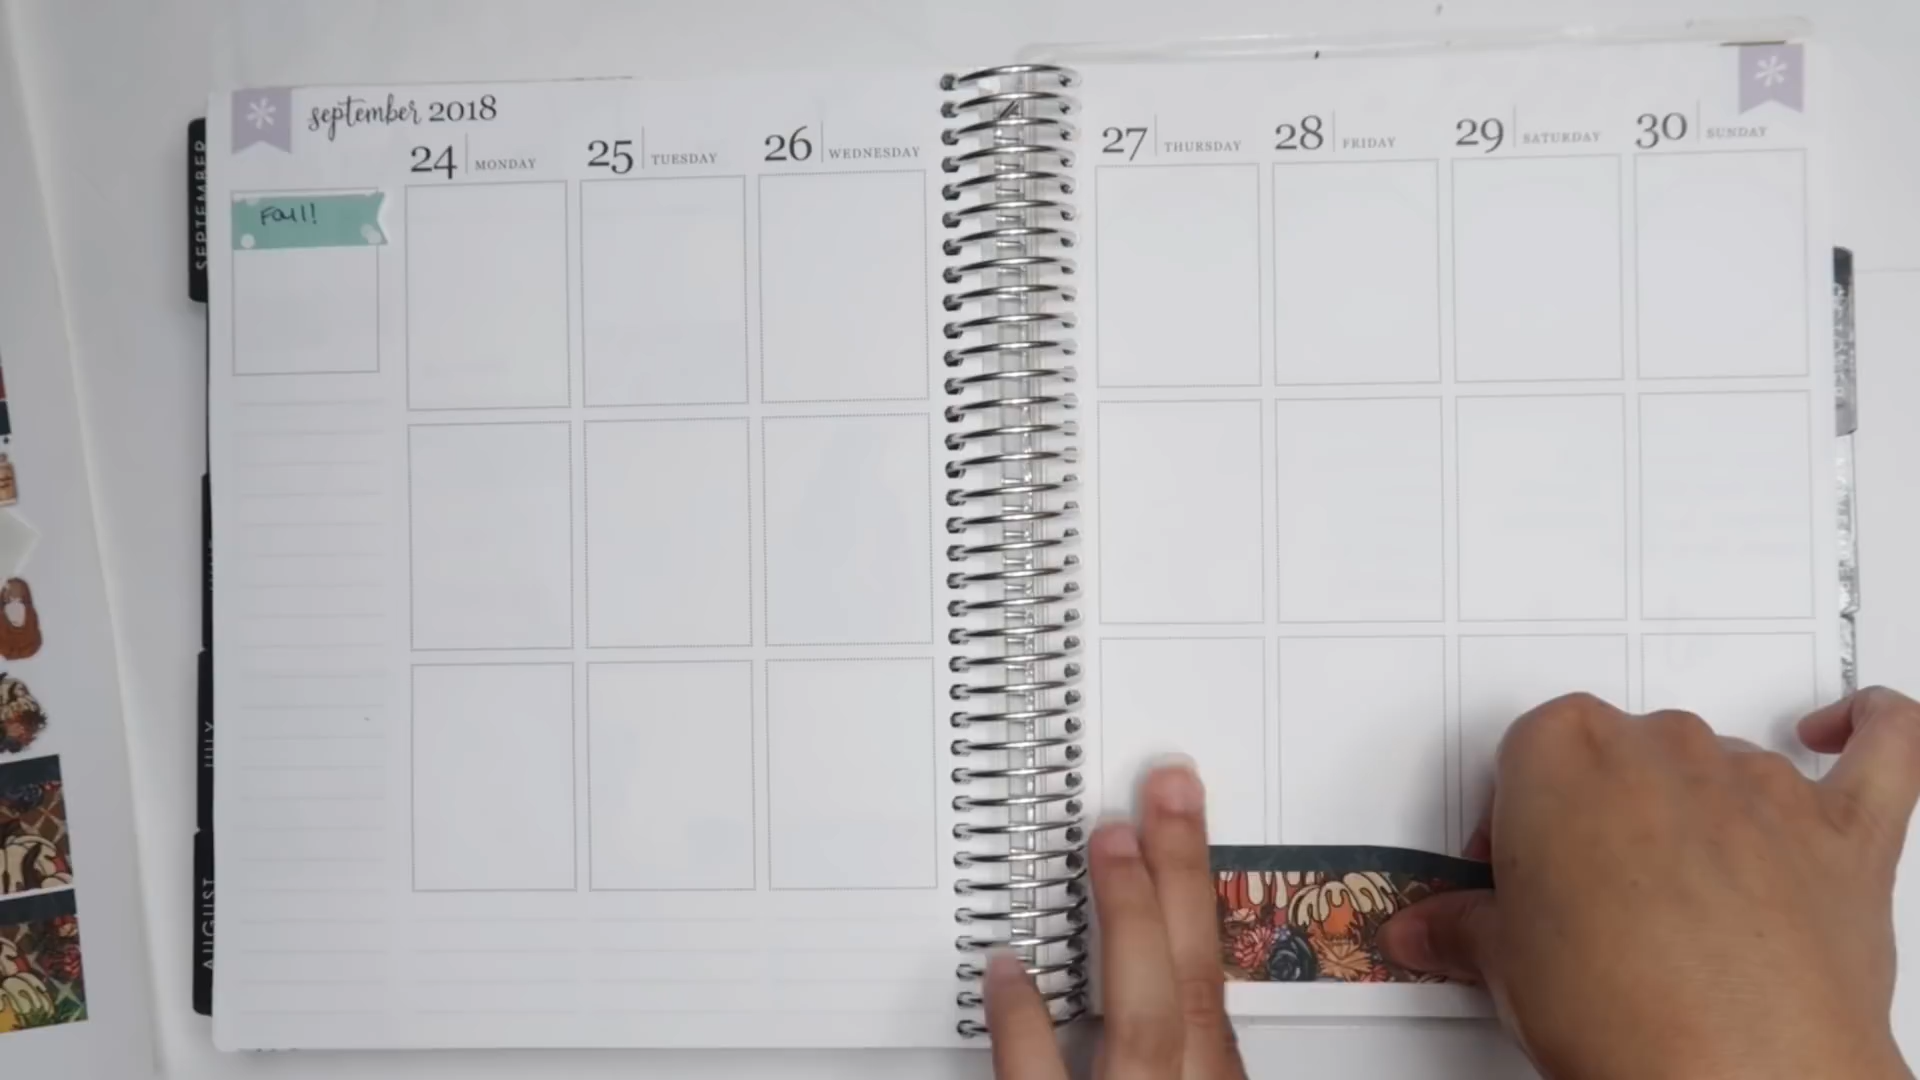 september 2018
24 MONDAY
25 TUESDAY
26 WEDNESDAY
27 THURSDAY
28 FRIDAY
29 SATURDAY
30 SUNDAY
Fall!
SEPTEMBER
JULY
AUGUST